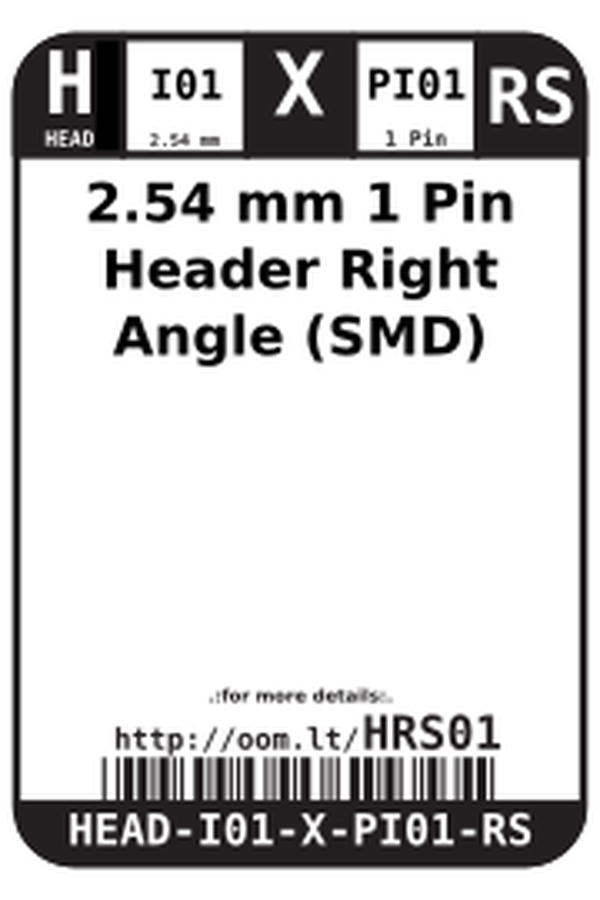 H I01 X PI01 RS
HEAD 2.54 mm 1 Pin
2.54 mm 1 Pin
Header Right
Angle (SMD)
.:for more details:.
http://oom.lt/HRS01
HEAD-I01-X-PI01-RS